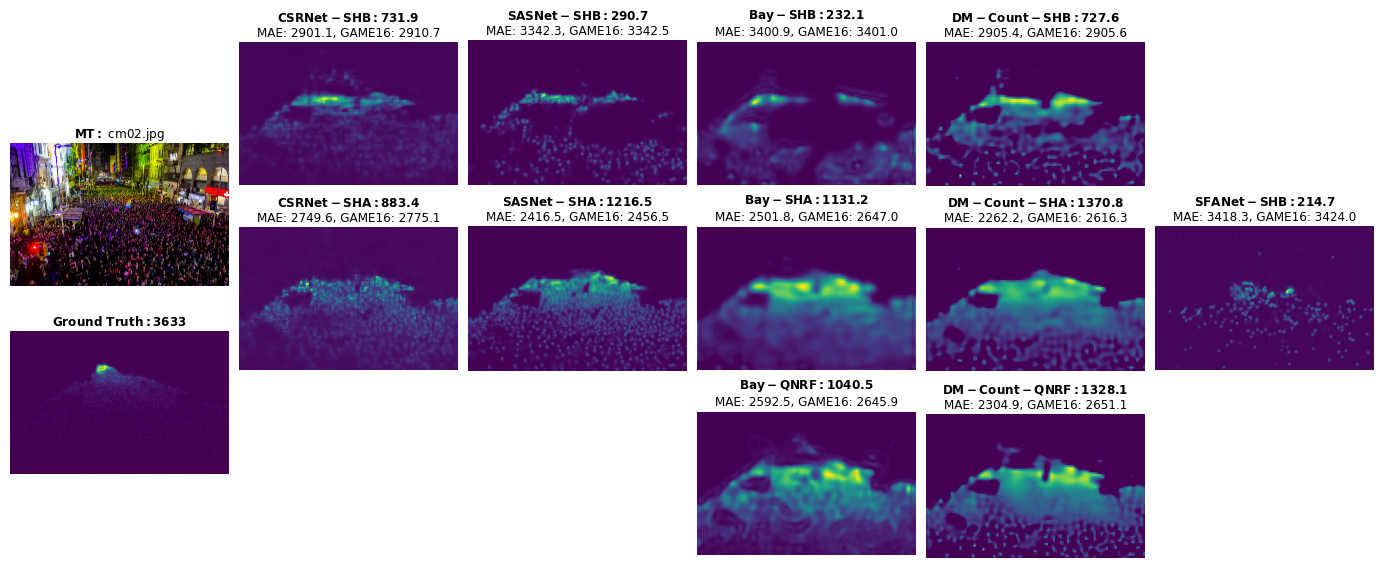 MT: cm02.jpg
Ground Truth: 3633
CSRNet-SHB: 731.9
MAE: 2901.1, GAME16: 2910.7
SASNet-SHB: 290.7
MAE: 3342.3, GAME16: 3342.5
Bay-SHB: 232.1
MAE: 3400.9, GAME16: 3401.0
DM-Count-SHB: 727.6
MAE: 2905.4, GAME16: 2905.6
CSRNet-SHA: 883.4
MAE: 2749.6, GAME16: 2775.1
SASNet-SHA: 1216.5
MAE: 2416.5, GAME16: 2456.5
Bay-SHA: 1131.2
MAE: 2501.8, GAME16: 2647.0
DM-Count-SHA: 1370.8
MAE: 2262.2, GAME16: 2616.3
SFANet-SHB: 214.7
MAE: 3418.3, GAME16: 3424.0
Bay-QNRF: 1040.5
MAE: 2592.5, GAME16: 2645.9
DM-Count-QNRF: 1328.1
MAE: 2304.9, GAME16: 2651.1